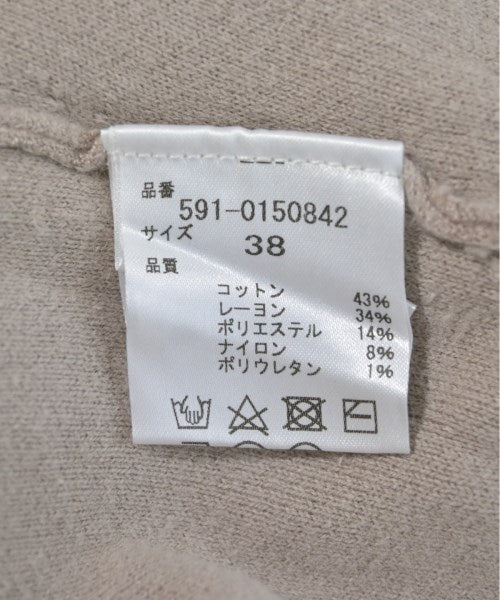 品番
591-0150842
サイズ
38
品質
コットン 43%
レーヨン 34%
ポリエステル 14%
ナイロン 8%
ポリウレタン 1%